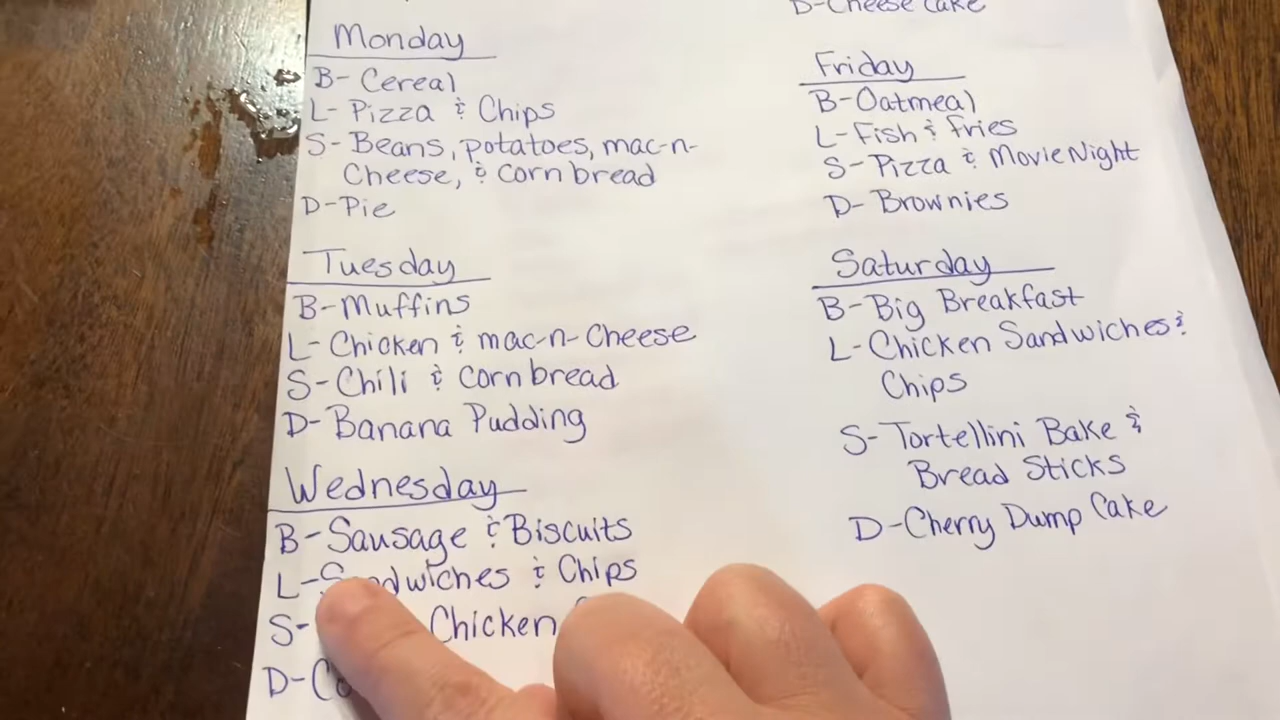 Monday
B- Cereal
L- Pizza & Chips
S- Beans, potatoes, mac-n-
Cheese, & Corn bread
D- Pie
Tuesday
B- Muffins
L- Chicken & mac-n-Cheese
S- Chili & Corn bread
D- Banana Pudding
Wednesday
B- Sausage & Biscuits
L- Sandwiches & Chips
S- Chicken
D-
D- Cheese Cake
Friday
B- Oatmeal
L- Fish & fries
S- Pizza & Movie Night
D- Brownies
Saturday
B- Big Breakfast
L- Chicken Sandwiches &
Chips
S- Tortellini Bake &
Bread Sticks
D- Cherry Dump Cake